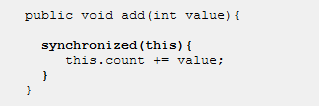 public void add(int value){
synchronized(this){
this.count += value;
}
}